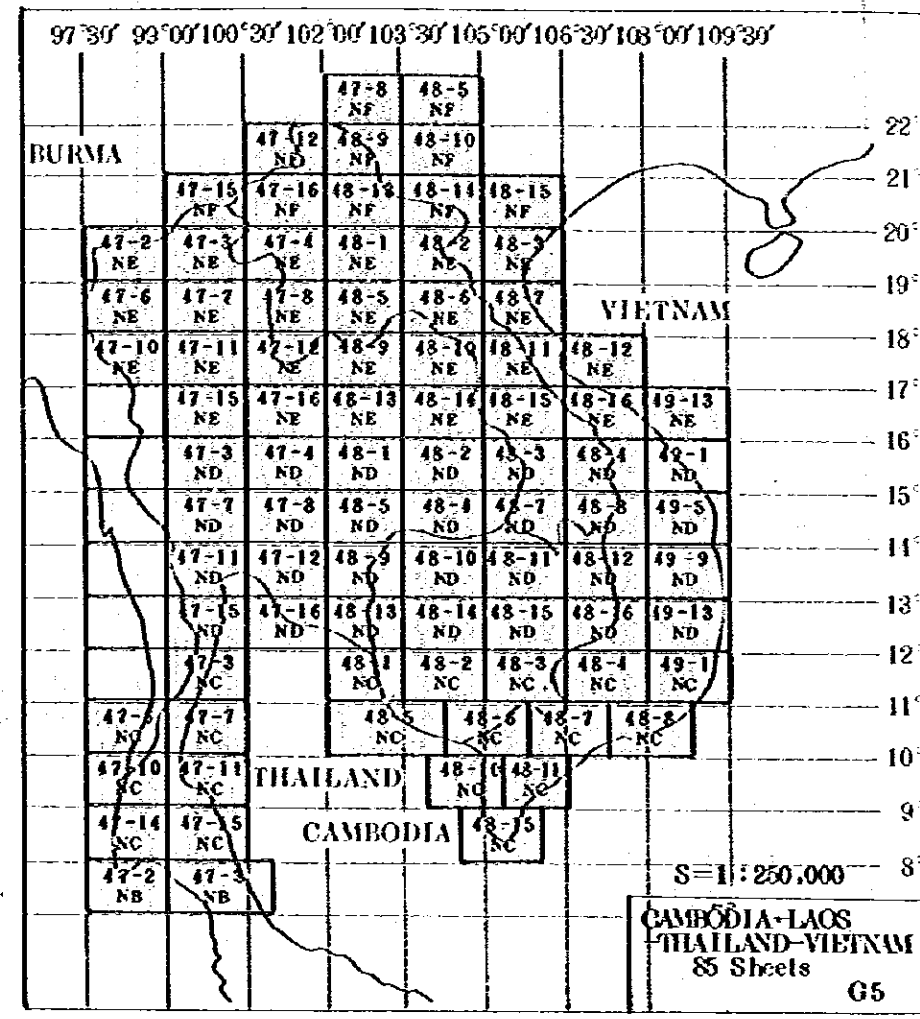 97°30′ 99°00′ 100°30′ 102°00′ 103°30′ 105°00′ 106°30′ 108°00′ 109°30′
47-8 48-5
NF NF
22°
47-12 48-9 48-10
BURMA
ND NF NF
21°
47-15 47-16 48-13 48-14 48-15
NF NF NF NF NF
20°
47-2 47-3 47-4 48-1 48-2 48-3
NE NE NE NE NE NE
19°
47-6 47-7 47-8 48-5 48-6 48-7
VIETNAM
NE NE NE NE NE NE
18°
47-10 47-11 47-12 48-9 48-10 48-11 48-12
NE NE NE NE NE NE NE
17°
47-15 47-16 48-13 48-14 48-15 48-16 49-13
NE NE NE NE NE NE NE
16°
47-3 47-4 48-1 48-2 48-3 48-4 49-1
ND ND ND ND ND ND ND
15°
47-7 47-8 48-5 48-4 48-7 48-8 49-5
ND ND ND ND ND ND ND
14°
47-11 47-12 48-9 48-10 48-11 48-12 49-9
ND ND ND ND ND ND ND
13°
47-15 47-16 48-13 48-14 48-15 48-16 49-13
ND ND ND ND ND ND ND
12°
47-3 48-1 48-2 48-3 48-4 49-1
NC NC NC NC NC NC
11°
47-7 48-5 48-6 48-7 48-8
NC NC NC NC NC NC
10°
47-10 47-11 48-11
THAILAND
NC NC NC NC
9°
47-14 47-15 48-15
CAMBODIA
NC NC NC
8°
47-2 47-3
NB NB
S=1:250,000
CAMBODIA-LAOS
-THAILAND-VIETNAM
85 Sheets
G5